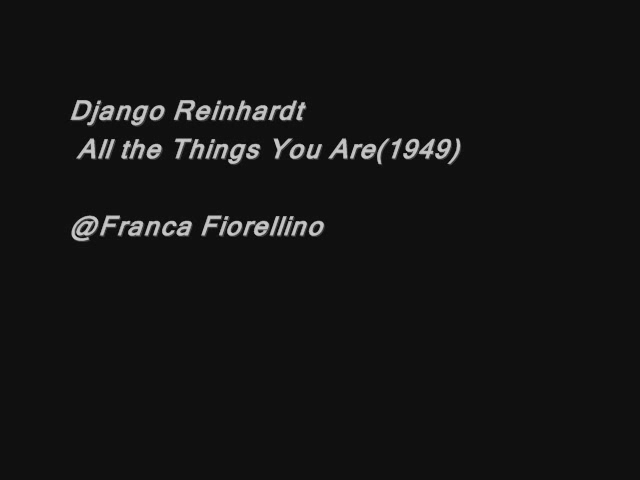 Django Reinhardt
All the Things You Are(1949)
@Franca Fiorellino